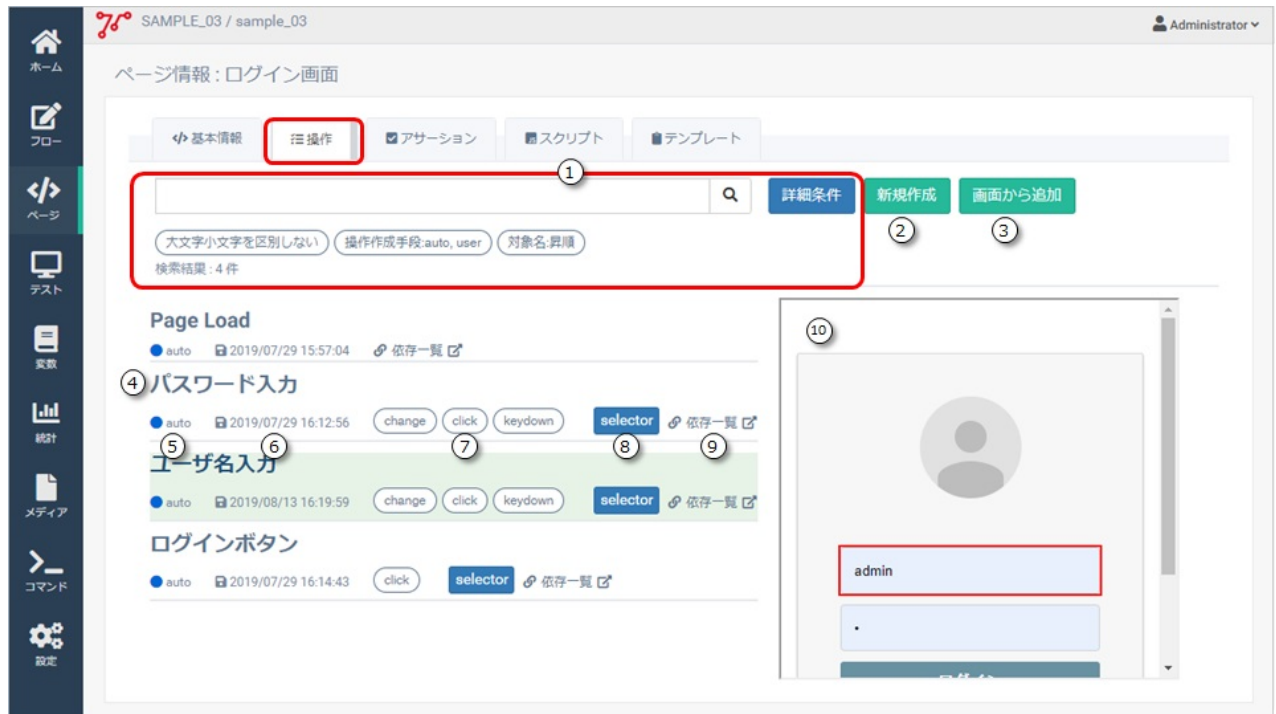 SAMPLE_03 / sample_03
Administrator
ホーム
フロー
ページ
テスト
変数
統計
メディア
コマンド
設定
ページ情報 : ログイン画面
基本情報 操作 アサーション スクリプト テンプレート
①
詳細条件 新規作成 画面から追加
② ③
大文字小文字を区別しない 操作作成手段:auto, user 対象名:昇順
検索結果 : 4 件
Page Load
auto 2019/07/29 15:57:04 依存一覧
④ パスワード入力
auto 2019/07/29 16:12:56 change click keydown selector 依存一覧
⑤ ⑥ ⑦ ⑧ ⑨
ユーザ名入力
auto 2019/08/13 16:19:59 change click keydown selector 依存一覧
ログインボタン
auto 2019/07/29 16:14:43 click selector 依存一覧
⑩
admin